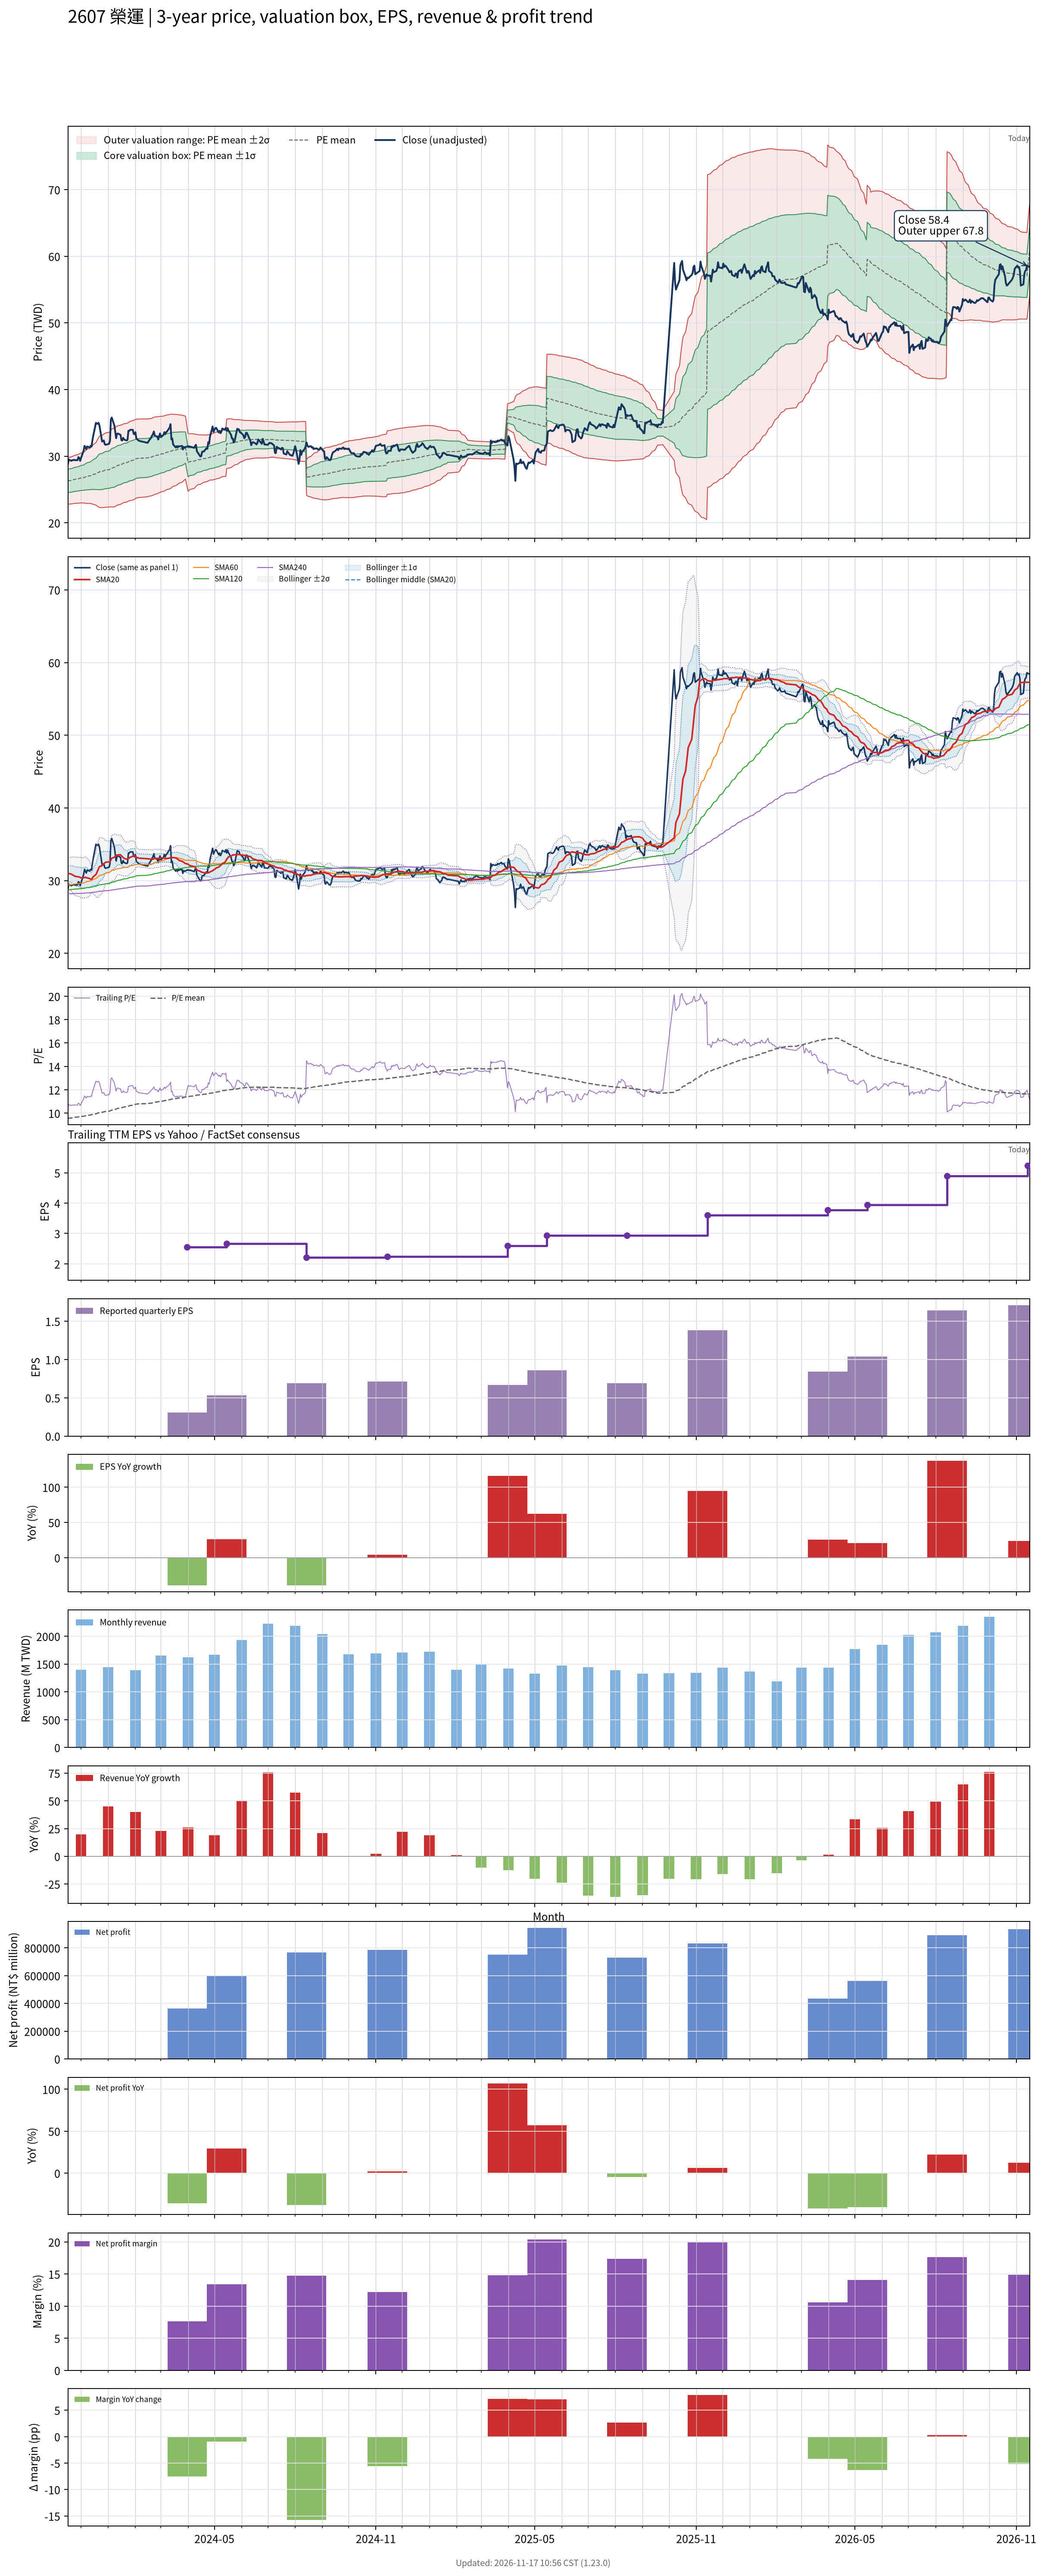 2607 榮運 | 3-year price, valuation box, EPS, revenue & profit trend
Outer valuation range: PE mean ±2σ
Core valuation box: PE mean ±1σ
PE mean
Close (unadjusted)
Today
Close 58.4
Outer upper 67.8
Price (TWD)
70
60
50
40
30
20
Close (same as panel 1)
SMA20
SMA60
SMA120
SMA240
Bollinger ±2σ
Bollinger ±1σ
Bollinger middle (SMA20)
Price
70
60
50
40
30
20
Trailing P/E
P/E mean
P/E
20
18
16
14
12
10
Trailing TTM EPS vs Yahoo / FactSet consensus
Today
EPS
5
4
3
2
Reported quarterly EPS
EPS
1.5
1.0
0.5
0.0
EPS YoY growth
YoY (%)
100
50
0
Monthly revenue
Revenue (M TWD)
2000
1500
1000
500
0
Revenue YoY growth
YoY (%)
75
50
25
0
-25
Month
Net profit
Net profit (NT$ million)
800000
600000
400000
200000
0
Net profit YoY
YoY (%)
100
50
0
Net profit margin
Margin (%)
20
15
10
5
0
Margin YoY change
Δ margin (pp)
5
0
-5
-10
-15
2024-05
2024-11
2025-05
2025-11
2026-05
2026-11
Updated: 2026-11-17 10:56 CST (1.23.0)